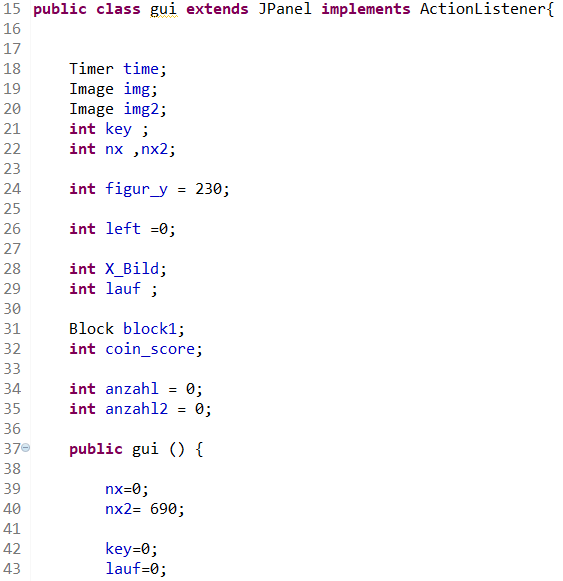 15 public class gui extends JPanel implements ActionListener{
16
17
18 Timer time;
19 Image img;
20 Image img2;
21 int key ;
22 int nx ,nx2;
23
24 int figur_y = 230;
25
26 int left =0;
27
28 int X_Bild;
29 int lauf ;
30
31 Block block1;
32 int coin_score;
33
34 int anzahl = 0;
35 int anzahl2 = 0;
36
37 public gui () {
38
39 nx=0;
40 nx2= 690;
41
42 key=0;
43 lauf=0;